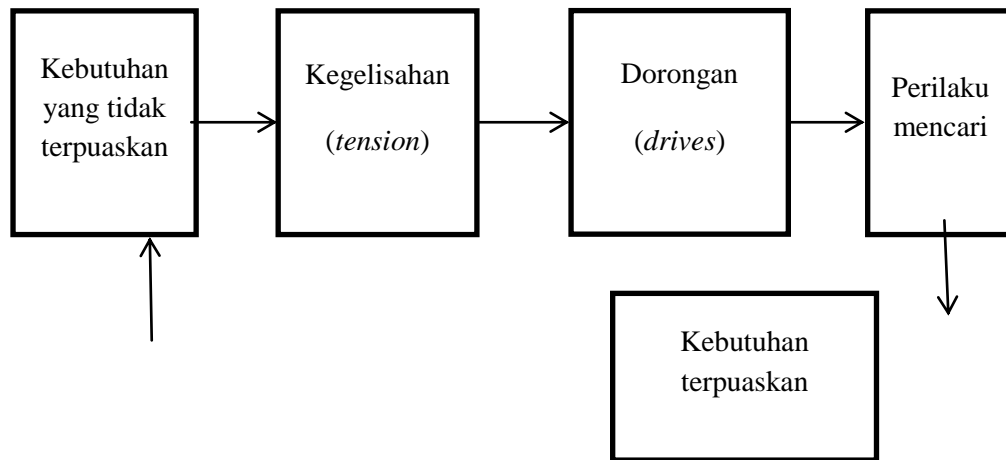 Kebutuhan
yang tidak
terpuaskan
Kegelisahan
(tension)
Dorongan
(drives)
Perilaku
mencari
Kebutuhan
terpuaskan